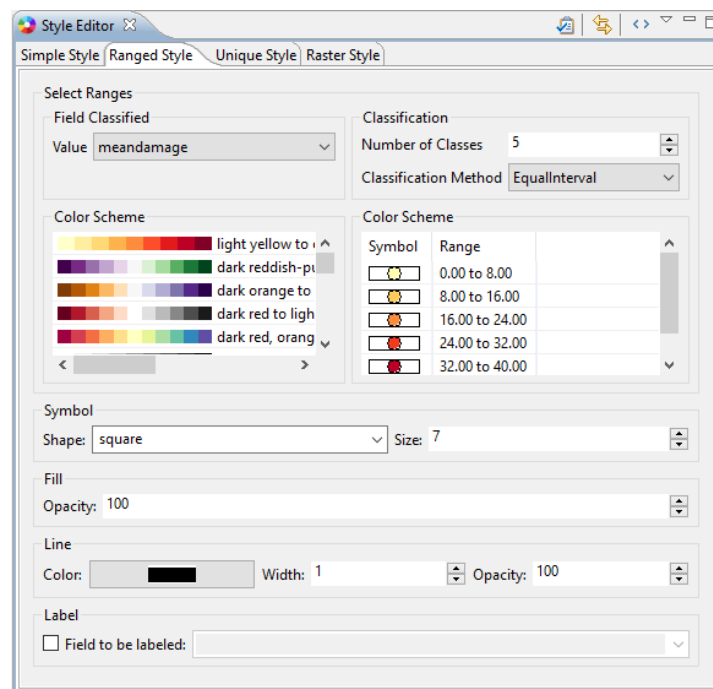 Style Editor
Simple Style Ranged Style Unique Style Raster Style
Select Ranges
Field Classified
Value meandamage
Classification
Number of Classes 5
Classification Method EqualInterval
Color Scheme
light yellow to
dark reddish-pu
dark orange to
dark red to ligh
dark red, orang
Color Scheme
Symbol Range
0.00 to 8.00
8.00 to 16.00
16.00 to 24.00
24.00 to 32.00
32.00 to 40.00
Symbol
Shape: square Size: 7
Fill
Opacity: 100
Line
Color: Width: 1 Opacity: 100
Label
Field to be labeled: